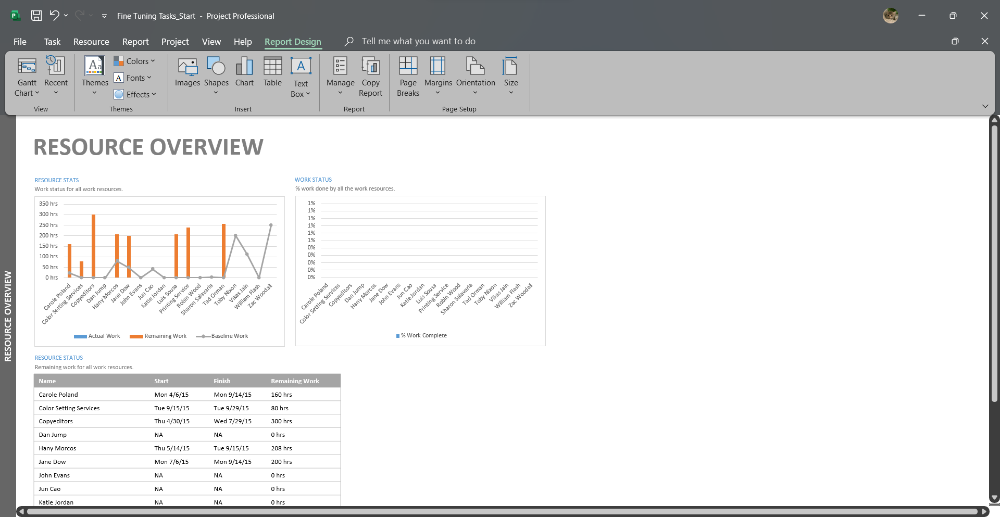 Fine Tuning Tasks_Start - Project Professional
File Task Resource Report Project View Help Report Design Tell me what you want to do
Gantt Chart
Recent
View
Themes
Colors
Fonts
Effects
Themes
Images
Shapes
Chart
Table
Text Box
Insert
Manage
Copy Report
Report
Page Breaks
Margins
Orientation
Size
Page Setup
RESOURCE OVERVIEW
RESOURCE OVERVIEW
RESOURCE STATS
Work status for all work resources.
350 hrs
300 hrs
250 hrs
200 hrs
150 hrs
100 hrs
50 hrs
0 hrs
Carole Poland
Color Setting Services
Copyeditors
Dan Jump
Hany Morcos
Jane Dow
John Evans
Jun Cao
Katie Jordan
Luis Sousa
Printing Service
Robin Wood
Sharon Salavaria
Tad Orman
Toby Nixon
Vikas Jain
William Flash
Zac Woodall
Actual Work Remaining Work Baseline Work
WORK STATUS
% work done by all the work resources.
1%
1%
1%
1%
1%
1%
0%
0%
0%
0%
0%
Carole Poland
Color Setting Services
Copyeditors
Dan Jump
Hany Morcos
Jane Dow
John Evans
Jun Cao
Katie Jordan
Luis Sousa
Printing Service
Robin Wood
Sharon Salavaria
Tad Orman
Toby Nixon
Vikas Jain
William Flash
Zac Woodall
% Work Complete
RESOURCE STATUS
Remaining work for all work resources.
Name Start Finish Remaining Work
Carole Poland Mon 4/6/15 Mon 9/14/15 160 hrs
Color Setting Services Tue 9/15/15 Tue 9/29/15 80 hrs
Copyeditors Thu 4/30/15 Wed 7/29/15 300 hrs
Dan Jump NA NA 0 hrs
Hany Morcos Thu 5/14/15 Tue 9/15/15 208 hrs
Jane Dow Mon 7/6/15 Mon 9/14/15 200 hrs
John Evans NA NA 0 hrs
Jun Cao NA NA 0 hrs
Katie Jordan NA NA 0 hrs